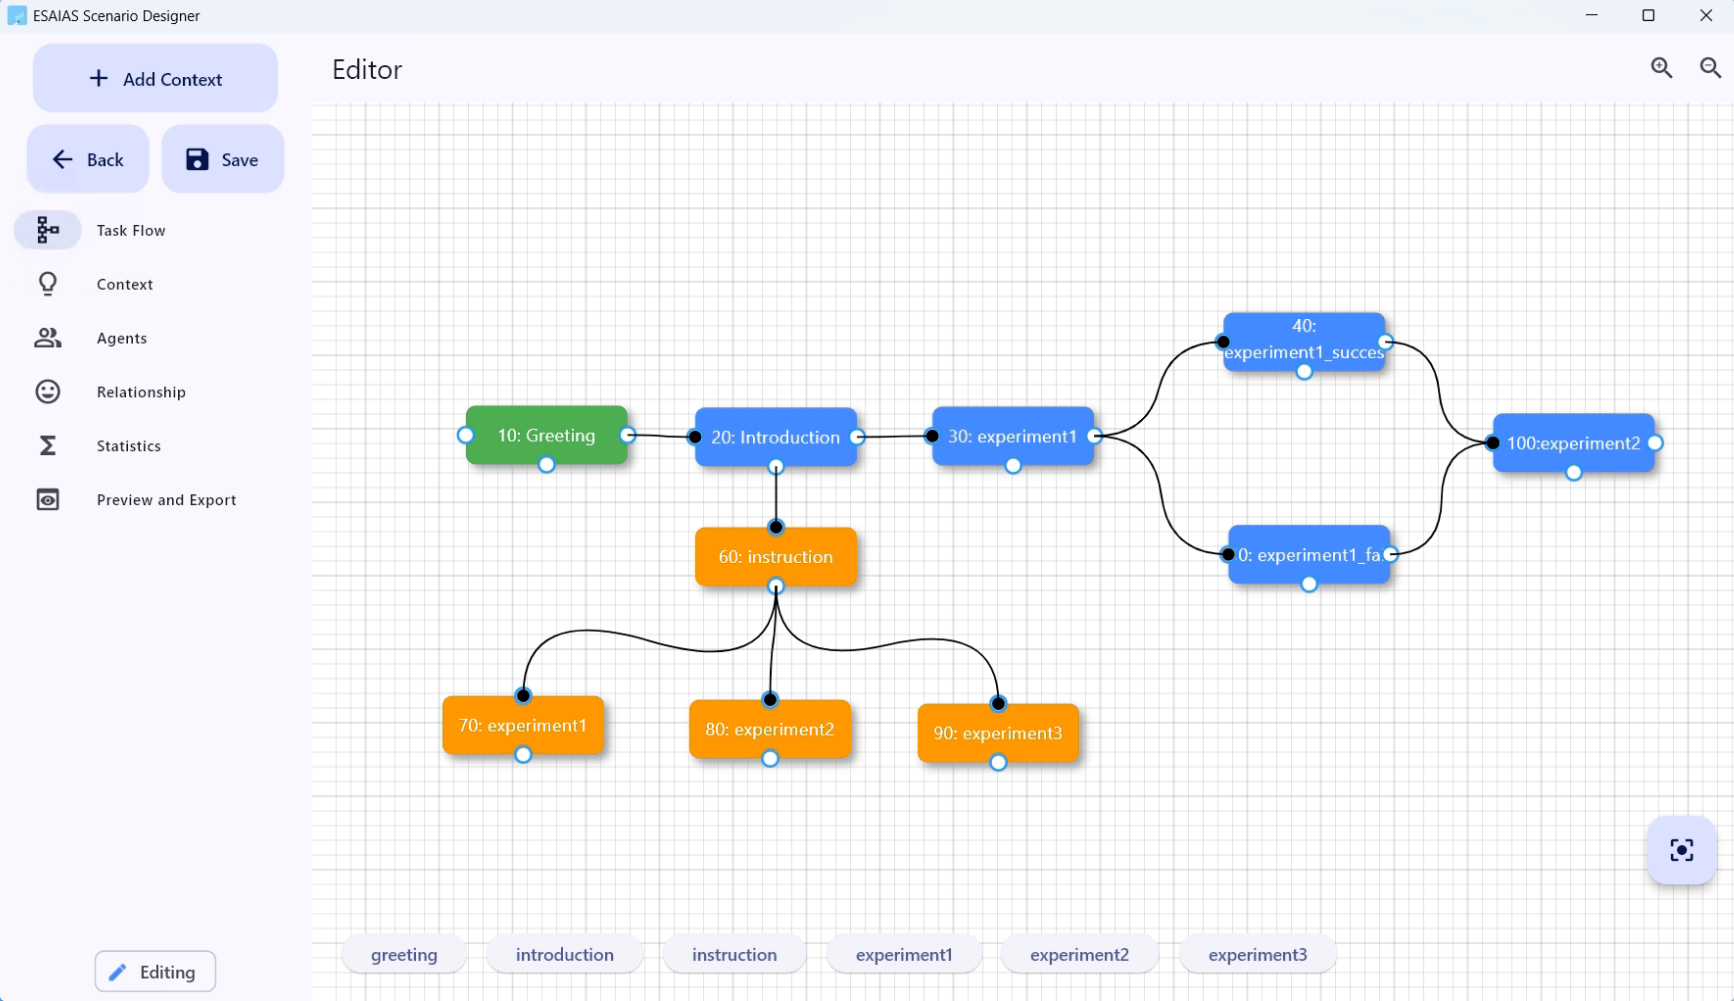 ESAIAS Scenario Designer
Add Context
Back
Save
Task Flow
Context
Agents
Relationship
Statistics
Preview and Export
Editing
Editor
10: Greeting
20: Introduction
30: experiment1
40:
experiment1_succes
0: experiment1_fa
100:experiment2
60: instruction
70: experiment1
80: experiment2
90: experiment3
greeting
introduction
instruction
experiment1
experiment2
experiment3